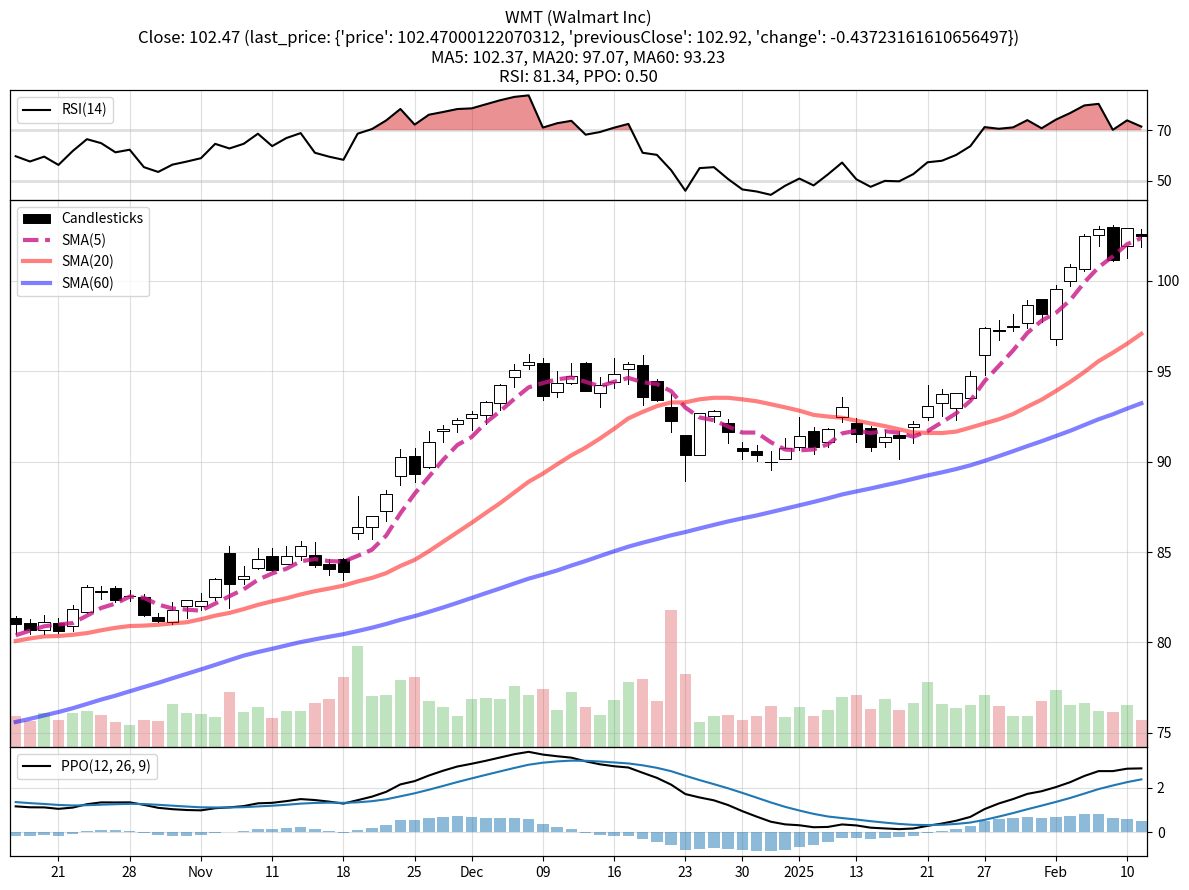 WMT (Walmart Inc)
Close: 102.47 (last_price: {'price': 102.47000122070312, 'previousClose': 102.92, 'change': -0.43723161610656497})
MA5: 102.37, MA20: 97.07, MA60: 93.23
RSI: 81.34, PPO: 0.50
RSI(14)
70
50
Candlesticks
SMA(5)
SMA(20)
SMA(60)
100
95
90
85
80
75
PPO(12, 26, 9)
2
0
21 28 Nov 11 18 25 Dec 09 16 23 30 2025 13 21 27 Feb 10